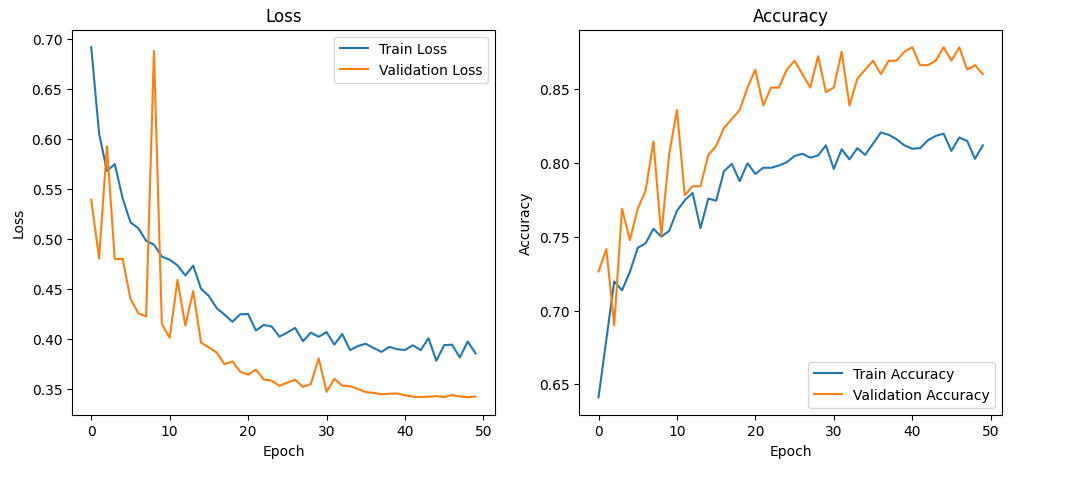 Loss
Train Loss
Validation Loss
0.70
0.65
0.60
0.55
0.50
0.45
0.40
0.35
Loss
0
10
20
30
40
50
Epoch
Accuracy
0.85
0.80
0.75
0.70
0.65
Accuracy
Train Accuracy
Validation Accuracy
0
10
20
30
40
50
Epoch